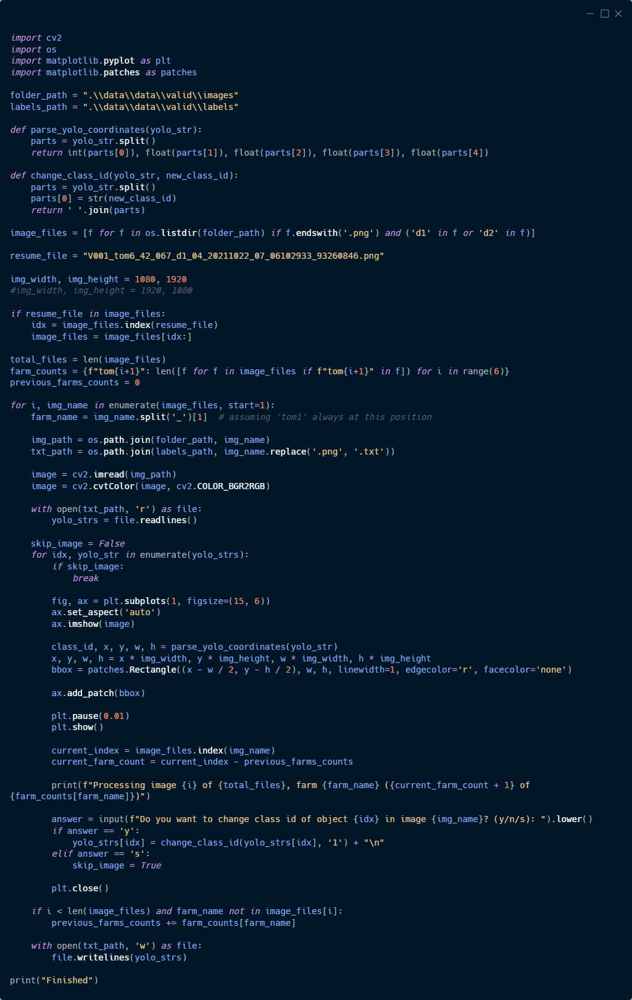 import cv2
import os
import matplotlib.pyplot as plt
import matplotlib.patches as patches

folder_path = ".\\data\\data\\valid\\images"
labels_path = ".\\data\\data\\valid\\labels"

def parse_yolo_coordinates(yolo_str):
    parts = yolo_str.split()
    return int(parts[0]), float(parts[1]), float(parts[2]), float(parts[3]), float(parts[4])

def change_class_id(yolo_str, new_class_id):
    parts = yolo_str.split()
    parts[0] = str(new_class_id)
    return ' '.join(parts)

image_files = [f for f in os.listdir(folder_path) if f.endswith('.png') and ('d1' in f or 'd2' in f)]

resume_file = "V001_tom6_42_067_d1_04_20211022_07_06102933_93260846.png"

img_width, img_height = 1080, 1920
#img_width, img_height = 1920, 1080

if resume_file in image_files:
    idx = image_files.index(resume_file)
    image_files = image_files[idx:]

total_files = len(image_files)
farm_counts = {f"tom{i+1}": len([f for f in image_files if f"tom{i+1}" in f]) for i in range(6)}
previous_farms_counts = 0

for i, img_name in enumerate(image_files, start=1):
    farm_name = img_name.split('_')[1]  # assuming 'tom1' always at this position

    img_path = os.path.join(folder_path, img_name)
    txt_path = os.path.join(labels_path, img_name.replace('.png', '.txt'))

    image = cv2.imread(img_path)
    image = cv2.cvtColor(image, cv2.COLOR_BGR2RGB)

    with open(txt_path, 'r') as file:
        yolo_strs = file.readlines()

    skip_image = False
    for idx, yolo_str in enumerate(yolo_strs):
        if skip_image:
            break

        fig, ax = plt.subplots(1, figsize=(15, 6))
        ax.set_aspect('auto')
        ax.imshow(image)

        class_id, x, y, w, h = parse_yolo_coordinates(yolo_str)
        x, y, w, h = x * img_width, y * img_height, w * img_width, h * img_height
        bbox = patches.Rectangle((x - w / 2, y - h / 2), w, h, linewidth=1, edgecolor='r', facecolor='none')

        ax.add_patch(bbox)

        plt.pause(0.01)
        plt.show()

        current_index = image_files.index(img_name)
        current_farm_count = current_index - previous_farms_counts

        print(f"Processing image {i} of {total_files}, farm {farm_name} ({current_farm_count + 1} of
{farm_counts[farm_name]})")

        answer = input(f"Do you want to change class id of object {idx} in image {img_name}? (y/n/s): ").lower()
        if answer == 'y':
            yolo_strs[idx] = change_class_id(yolo_strs[idx], '1') + "\n"
        elif answer == 's':
            skip_image = True

        plt.close()

    if i < len(image_files) and farm_name not in image_files[i]:
        previous_farms_counts += farm_counts[farm_name]

    with open(txt_path, 'w') as file:
        file.writelines(yolo_strs)

print("Finished")